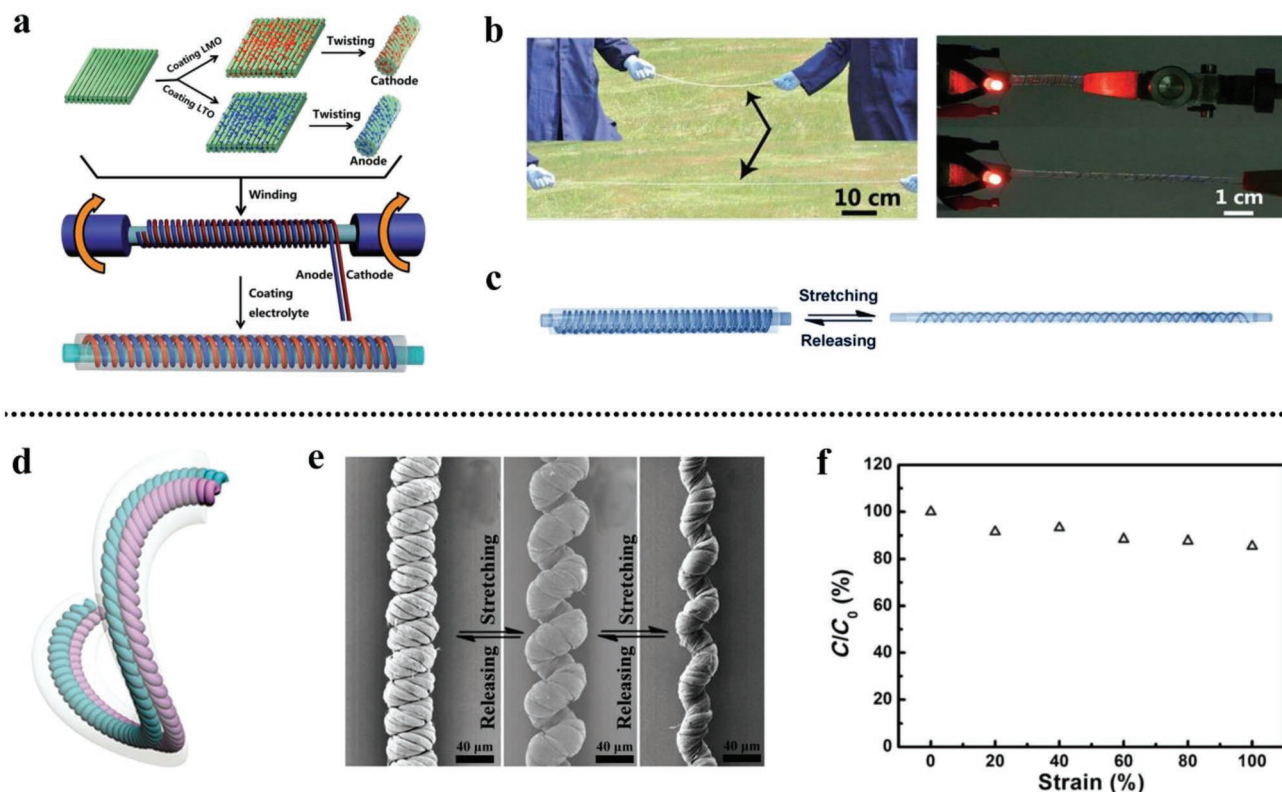 a
Coating LMO
Twisting
Cathode
Coating LTO
Twisting
Anode
Winding
Anode
Cathode
Coating
electrolyte
b
10 cm
1 cm
c
Stretching
Releasing
d
e
Stretching
Releasing
Stretching
Releasing
40 µm
40 µm
40 µm
f
C/C0 (%)
120
100
80
60
40
20
0
0 20 40 60 80 100
Strain (%)